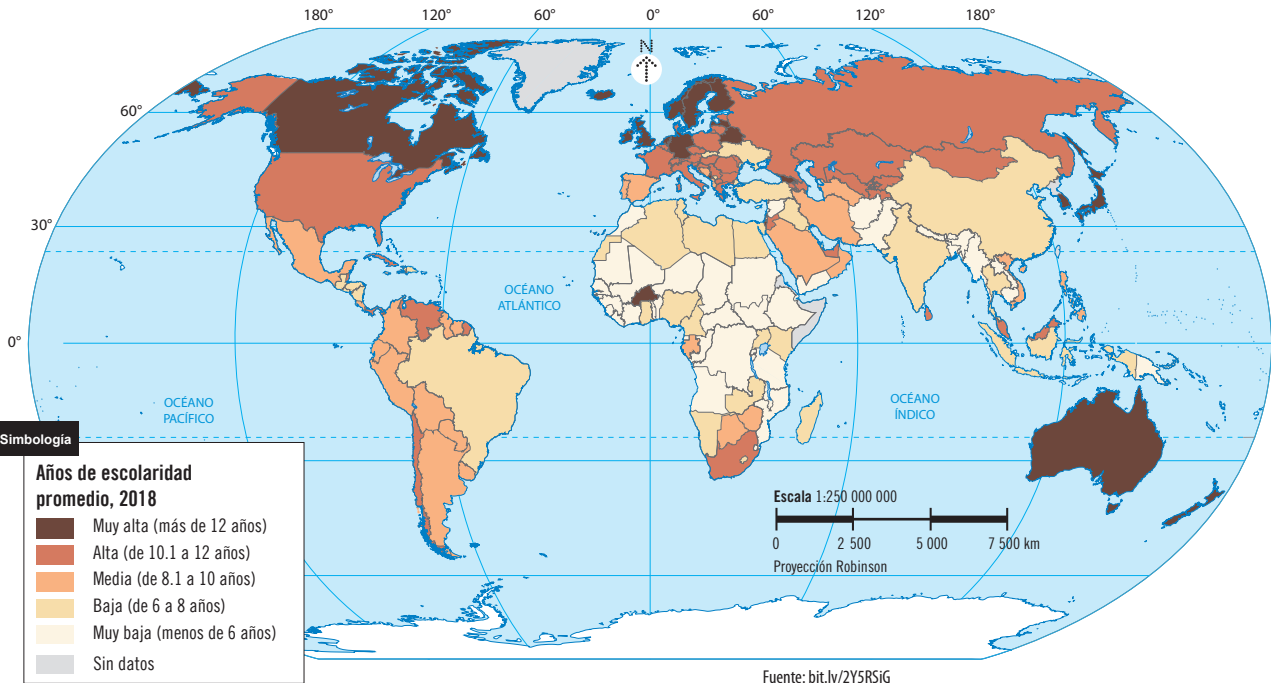 180° 120° 60° 0° 60° 120° 180°
N
60°
30°
0°
OCÉANO
ATLÁNTICO
OCÉANO
PACÍFICO
OCÉANO
ÍNDICO
Simbología
Años de escolaridad
promedio, 2018
Muy alta (más de 12 años)
Alta (de 10.1 a 12 años)
Media (de 8.1 a 10 años)
Baja (de 6 a 8 años)
Muy baja (menos de 6 años)
Sin datos
Escala 1:250 000 000
0 2 500 5 000 7 500 km
Proyección Robinson
Fuente: bit.ly/2Y5RSiG